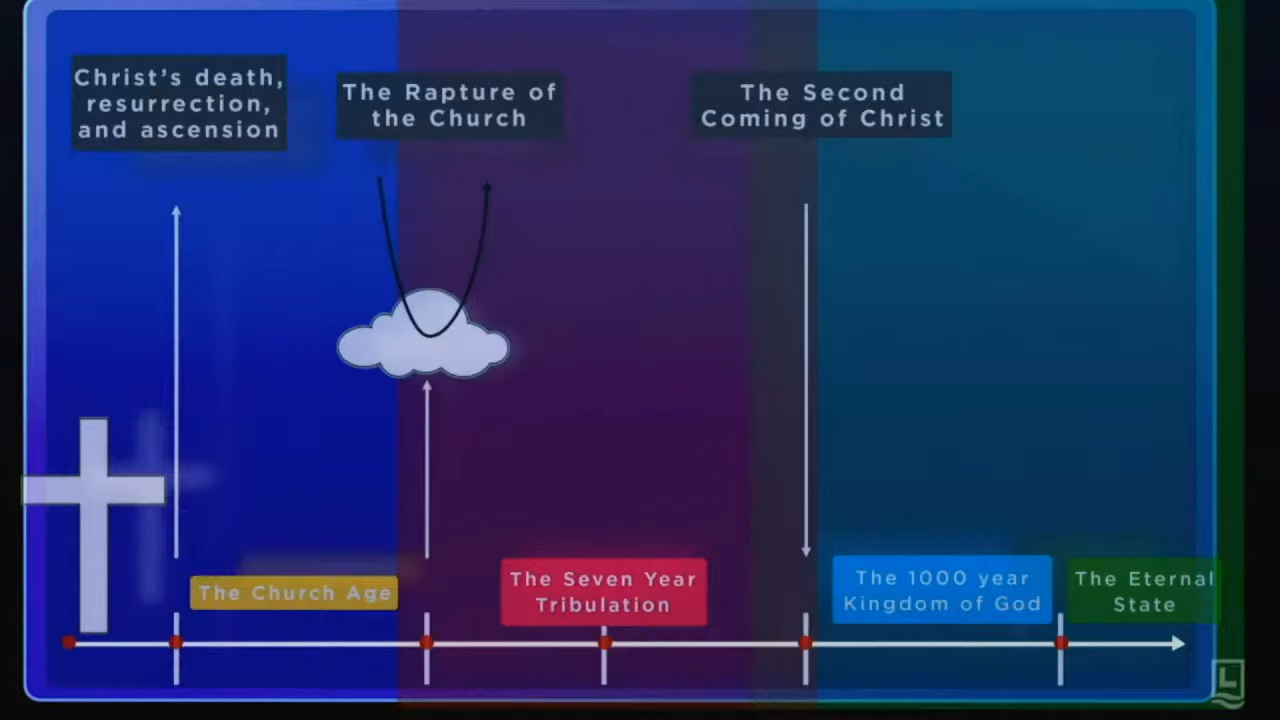 Christ's death,
resurrection,
and ascension
The Rapture of
the Church
The Second
Coming of Christ
The Church Age
The Seven Year
Tribulation
The 1000 year
Kingdom of God
The Eternal
State
L